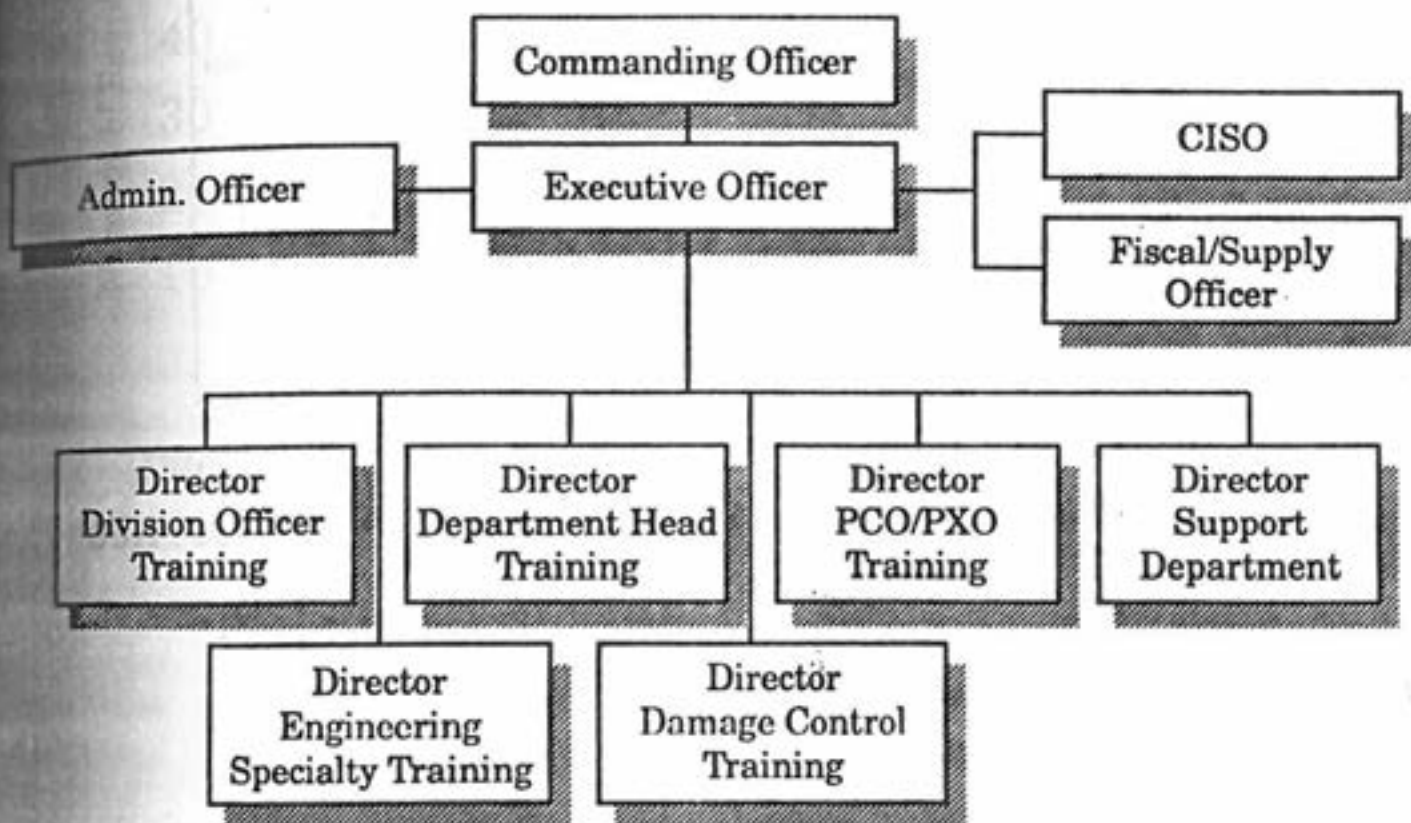 Commanding Officer
CISO
Admin. Officer
Executive Officer
Fiscal/Supply
Officer
Director
Division Officer
Training
Director
Department Head
Training
Director
PCO/PXO
Training
Director
Support
Department
Director
Engineering
Specialty Training
Director
Damage Control
Training